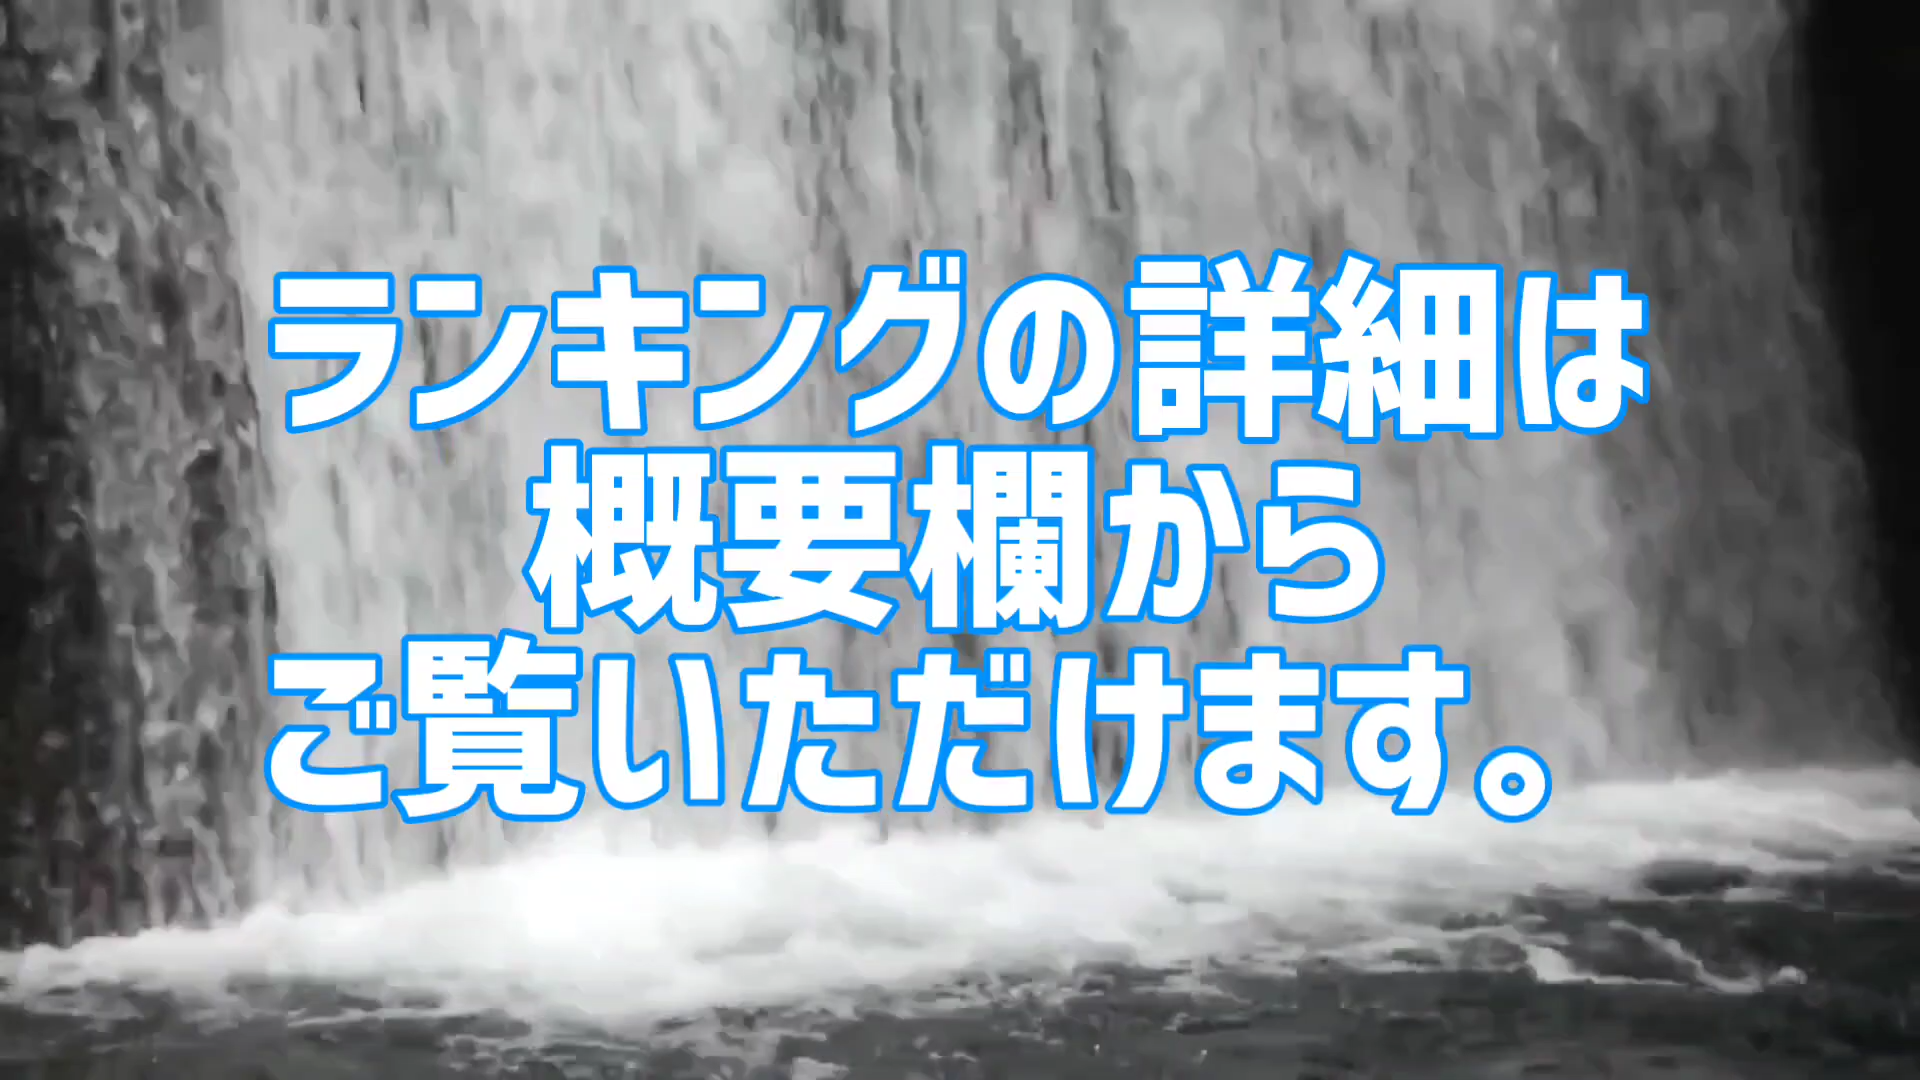 ランキングの詳細は
概要欄から
ご覧いただけます。